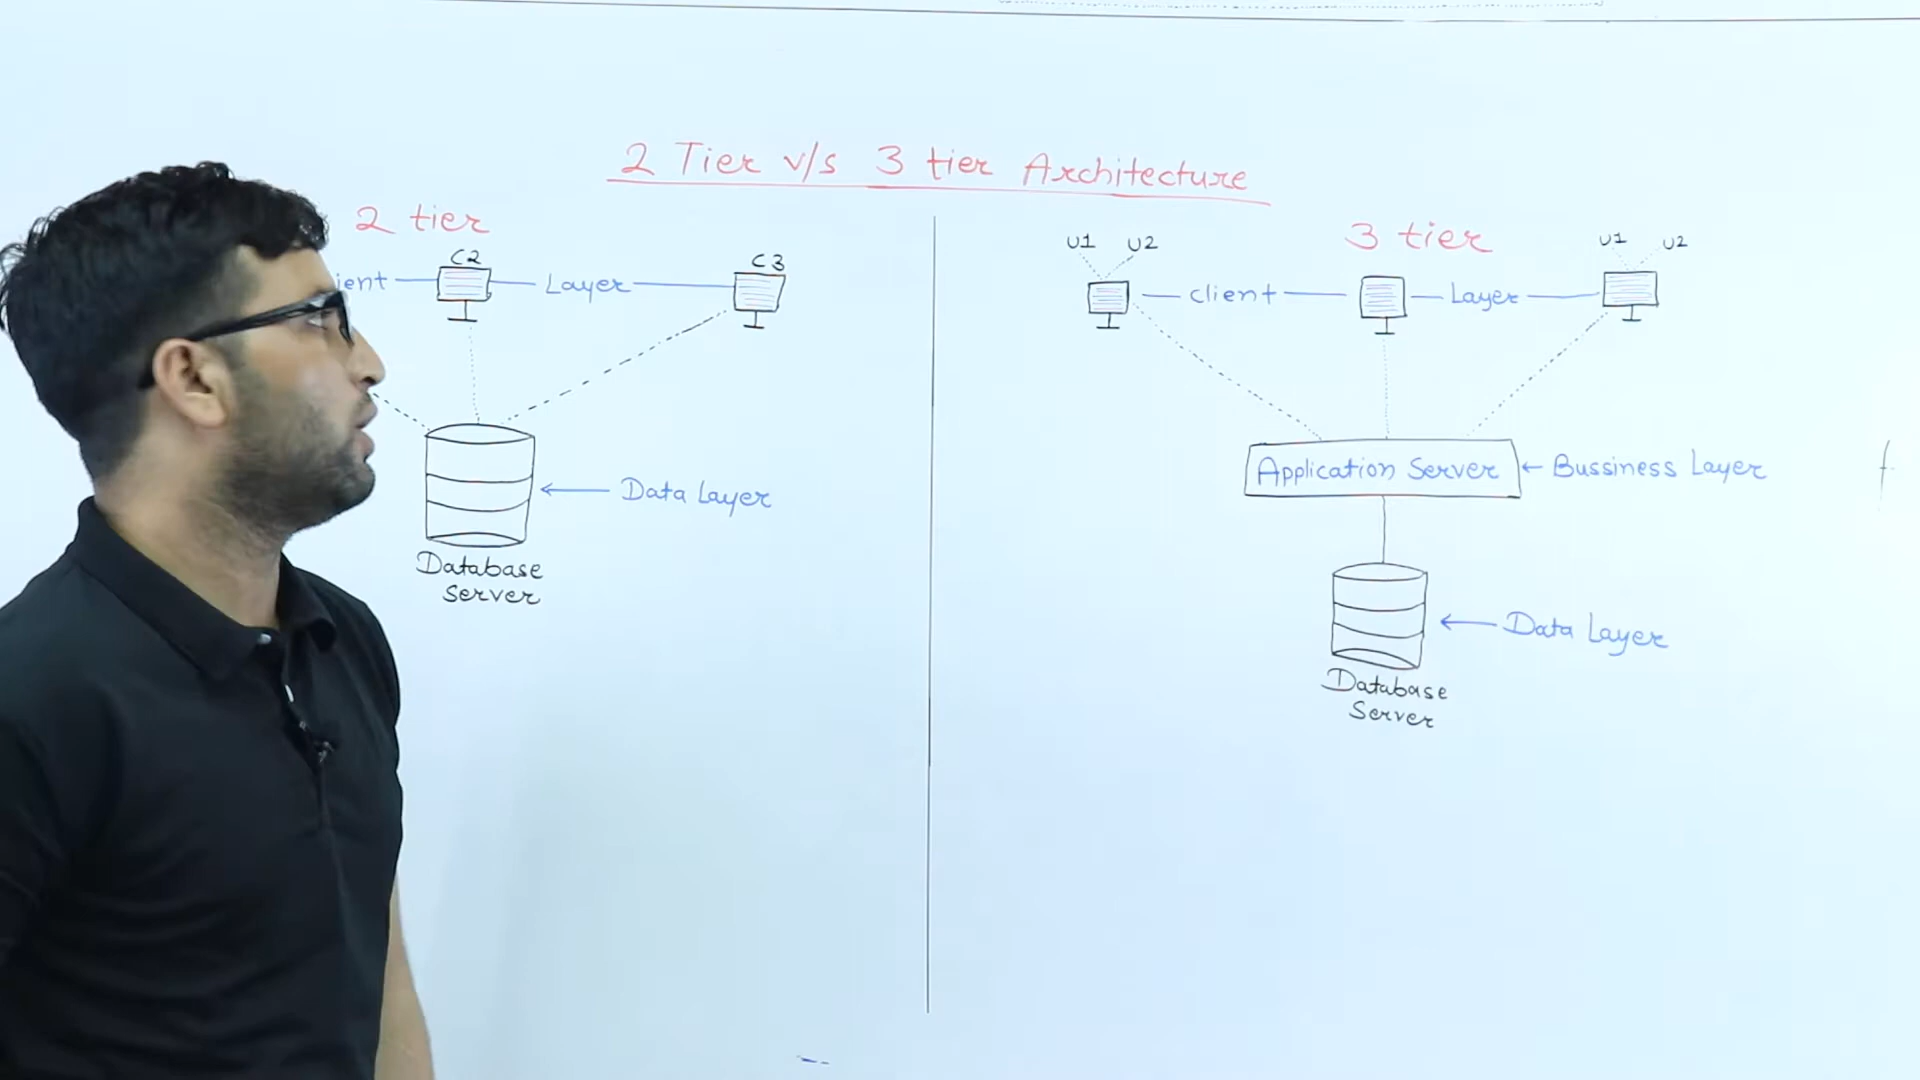 2 Tier v/s 3 tier Architecture
2 tier
C2
C3
ient
Layer
Data Layer
Database
Server
3 tier
U1 U2
U1 U2
client
Layer
Application Server
Bussiness Layer
Data Layer
Database
Server